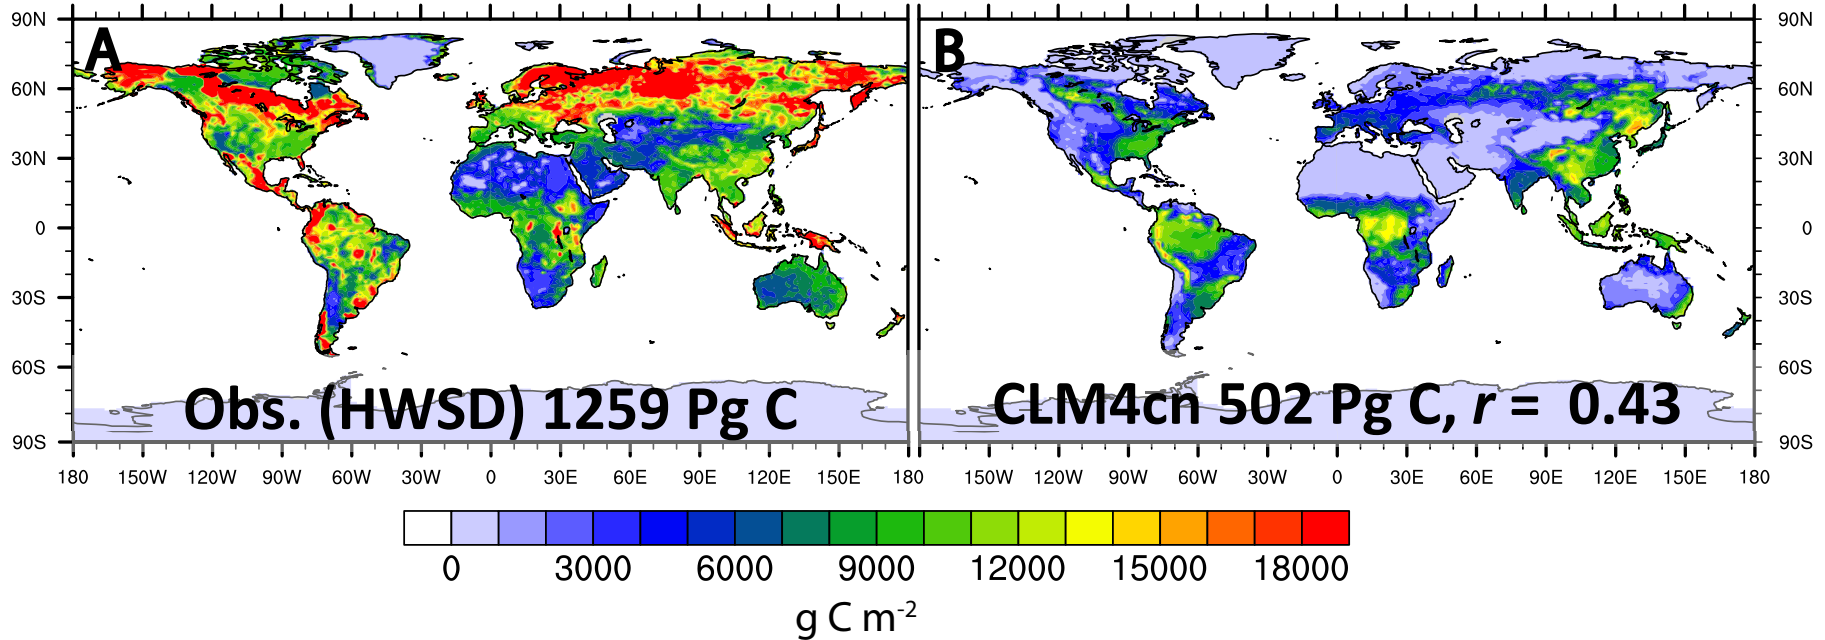 A
B
90N
60N
30N
0
30S
60S
90S
90N
60N
30N
0
30S
60S
90S
Obs. (HWSD) 1259 Pg C
CLM4cn 502 Pg C, r = 0.43
180 150W 120W 90W 60W 30W 0 30E 60E 90E 120E 150E 180
150W 120W 90W 60W 30W 0 30E 60E 90E 120E 150E 180
0 3000 6000 9000 12000 15000 18000
g C m-2